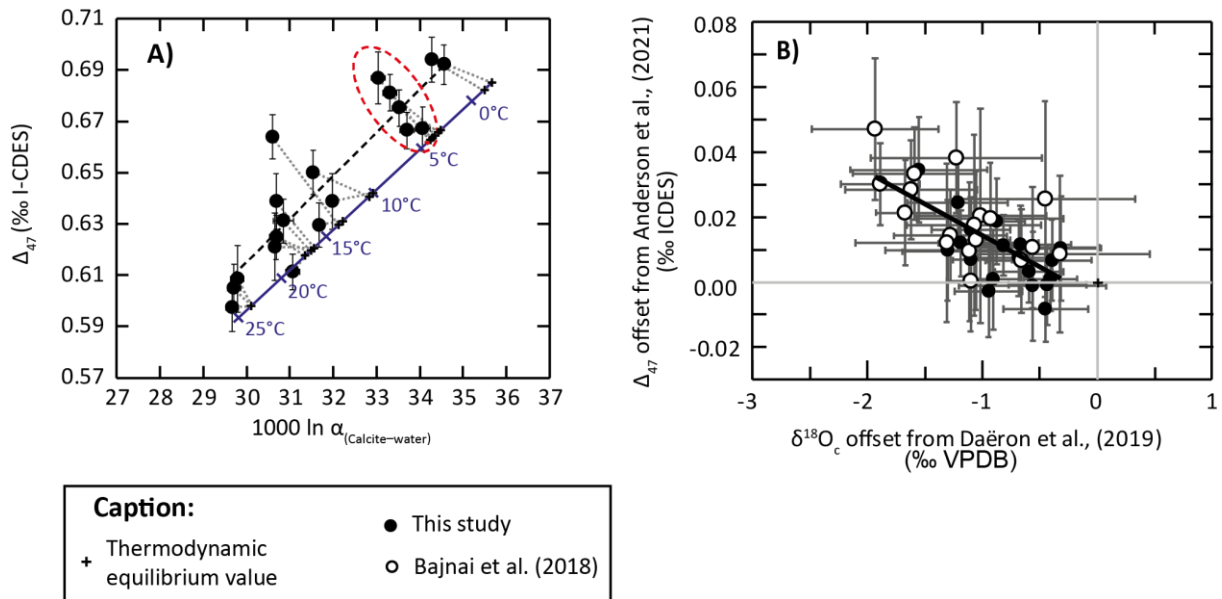 A)
0.71
0.69
0.67
0.65
0.63
0.61
0.59
0.57
Δ47 (‰ I-CDES)
0°C
5°C
10°C
15°C
20°C
25°C
27 28 29 30 31 32 33 34 35 36 37
1000 ln α(Calcite–water)
B)
0.08
0.06
0.04
0.02
0.00
-0.02
Δ47 offset from Anderson et al., (2021)
(‰ ICDES)
-3 -2 -1 0 1
δ18Oc offset from Daëron et al., (2019)
(‰ VPDB)
Caption:
+ Thermodynamic
equilibrium value
This study
Bajnai et al. (2018)